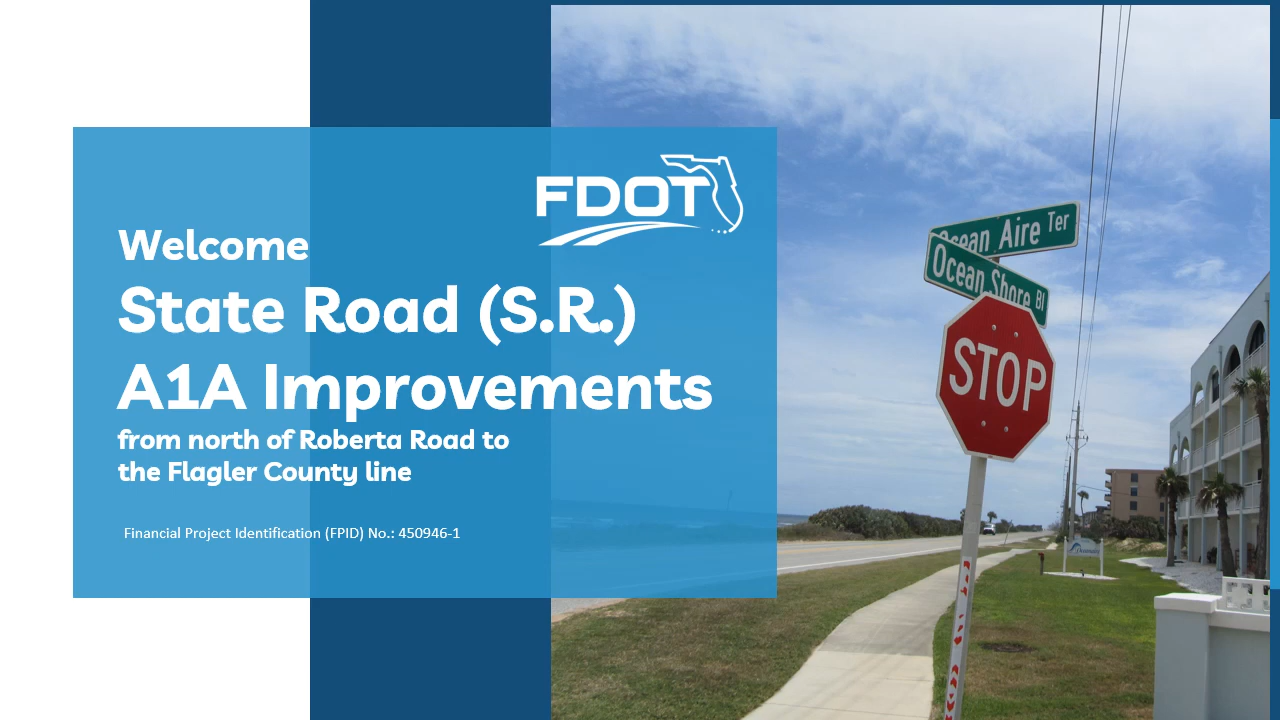 FDOT
Welcome
State Road (S.R.)
A1A Improvements
from north of Roberta Road to
the Flagler County line
Financial Project Identification (FPID) No.: 450946-1
Ocean Aire Ter
Ocean Shore Bl
STOP